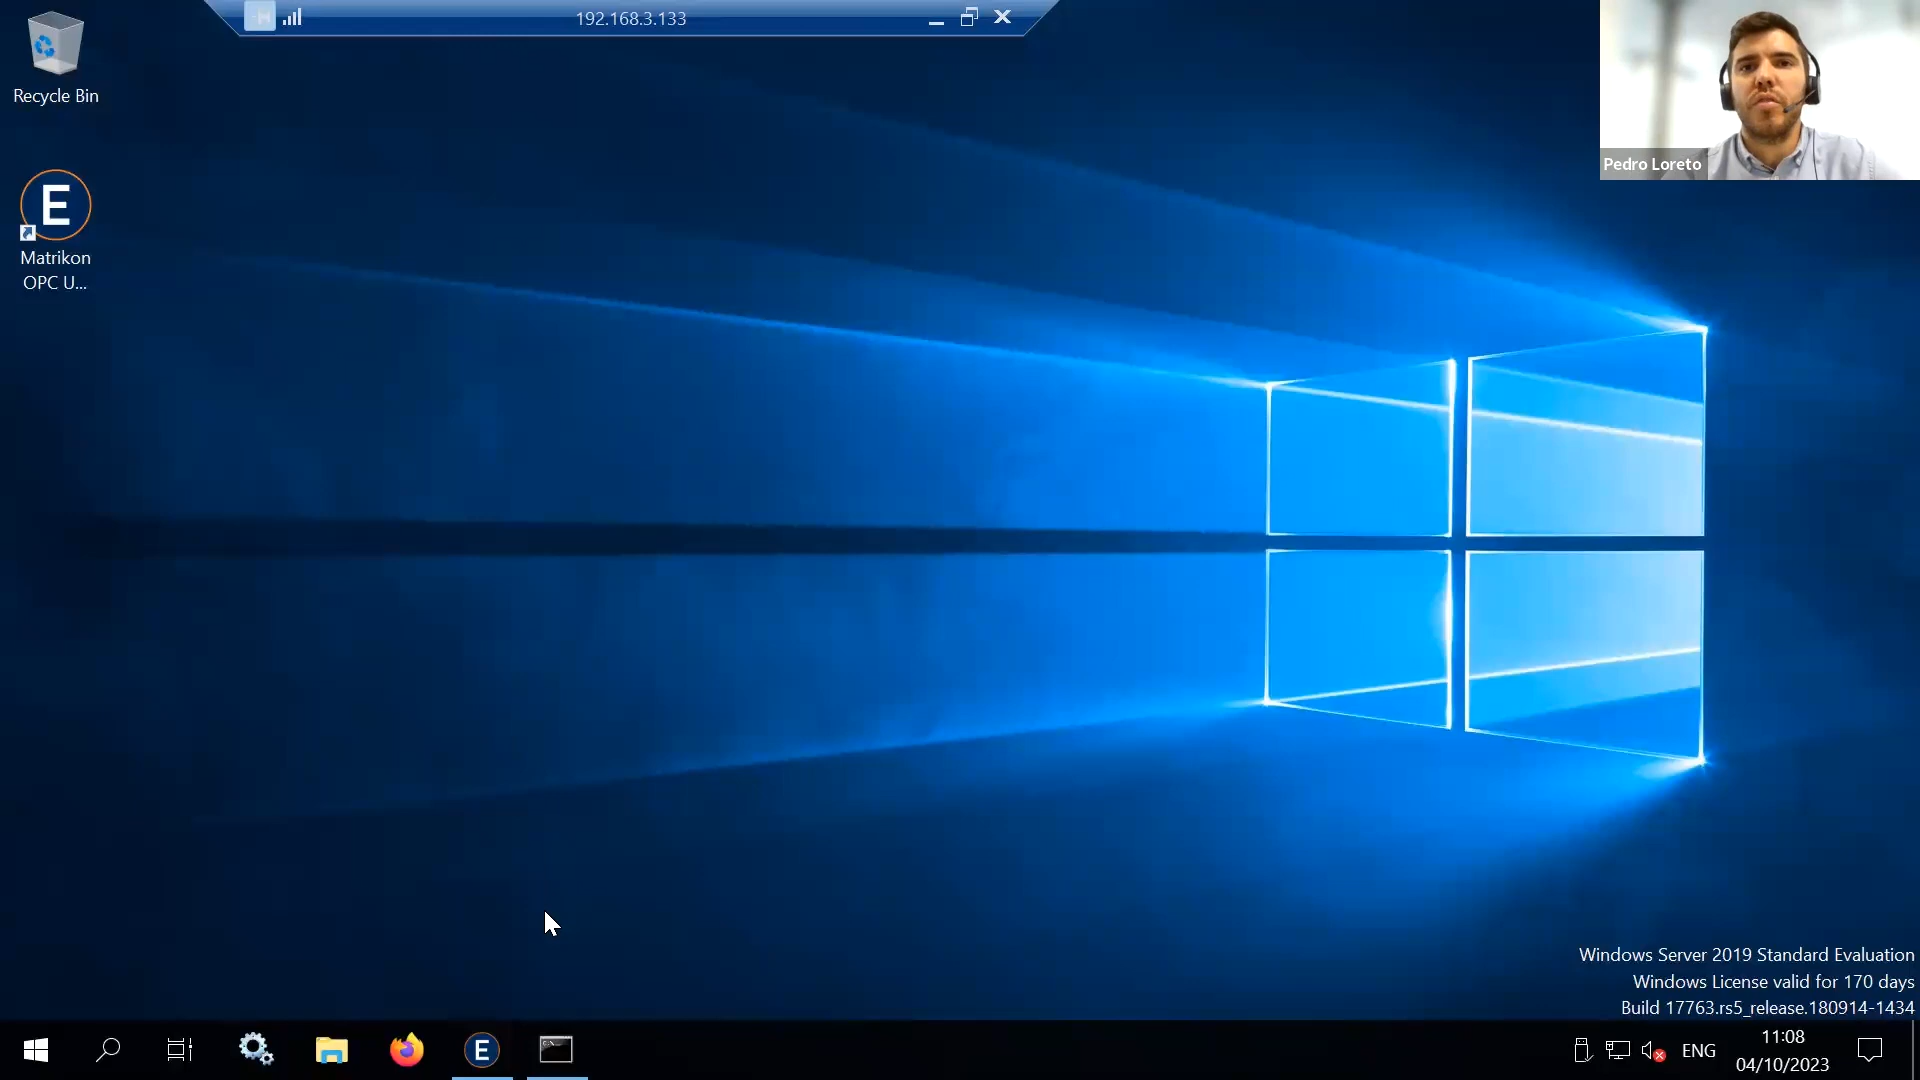 192.168.3.133
Recycle Bin
E
Matrikon
OPC U...
Pedro Loreto
Windows Server 2019 Standard Evaluation
Windows License valid for 170 days
Build 17763.rs5_release.180914-1434
E
ENG
11:08
04/10/2023